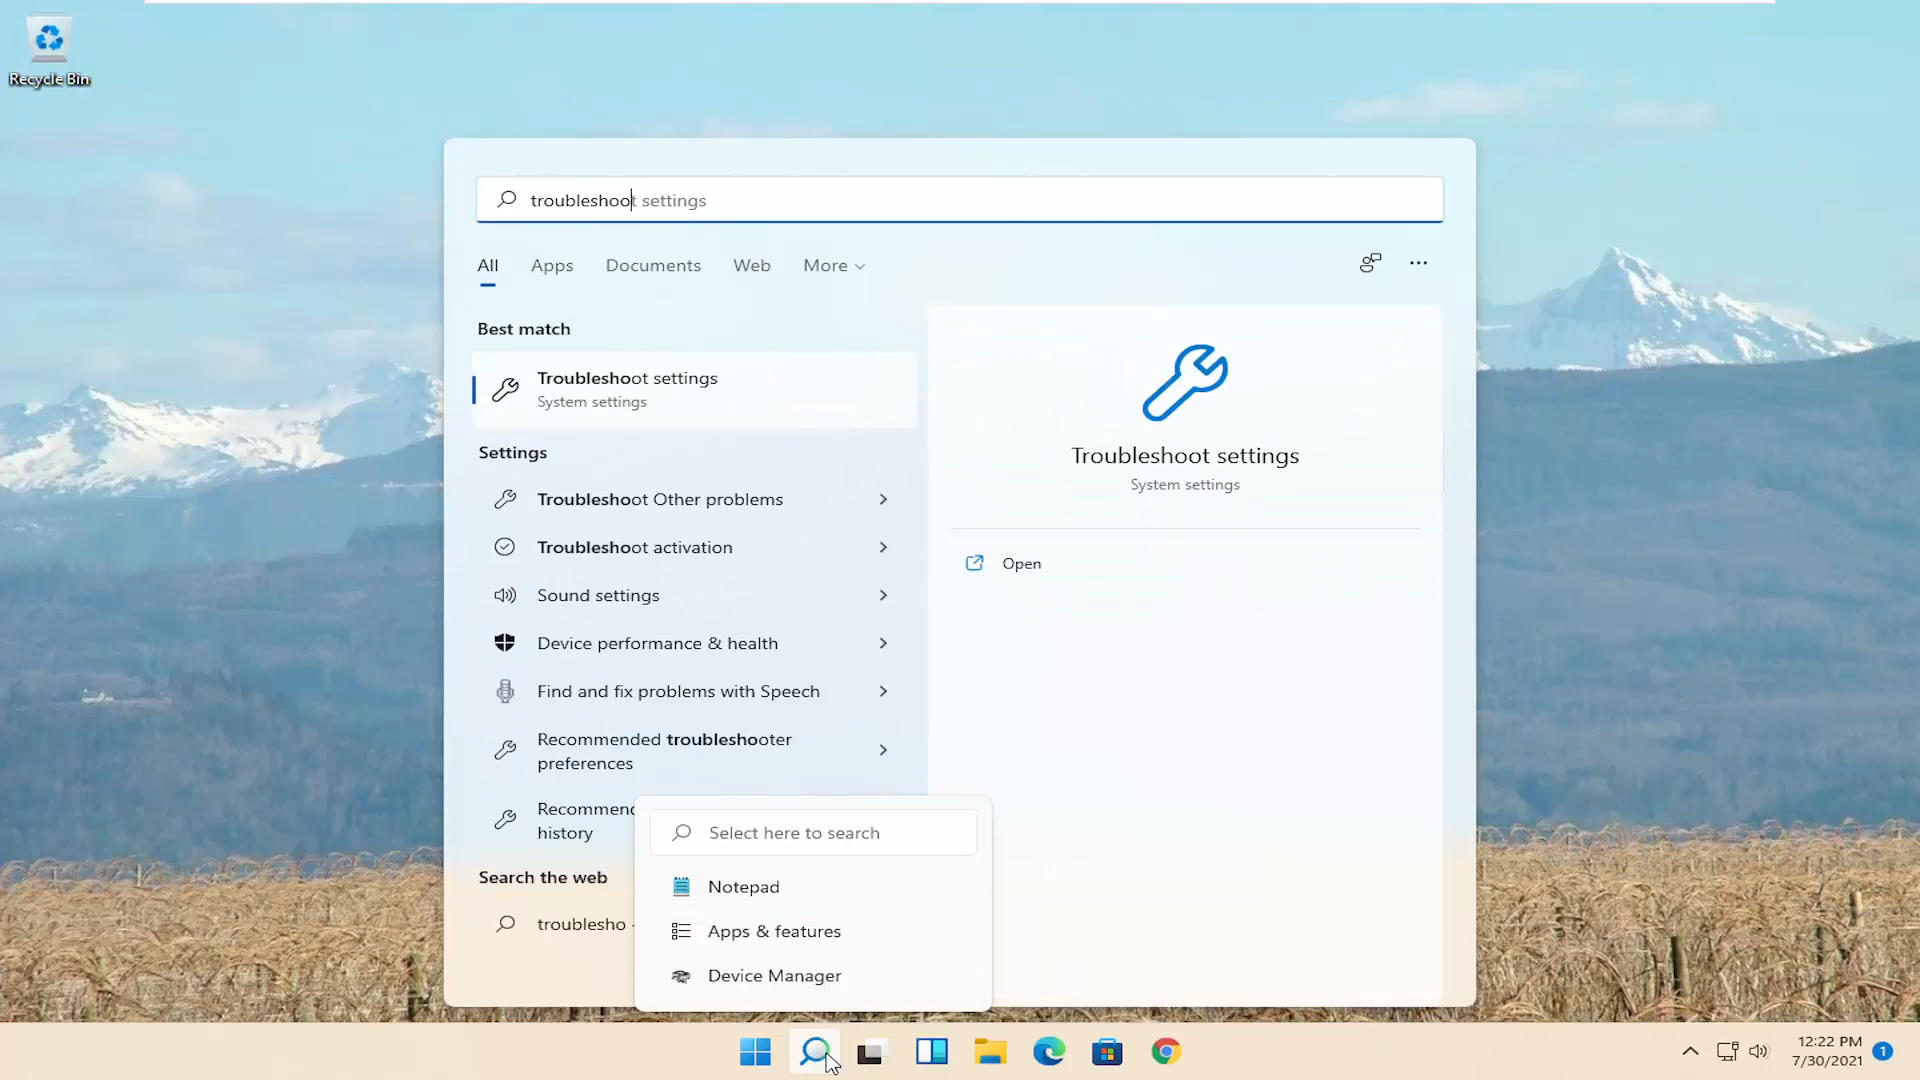 Recycle Bin
troubleshoot settings
All Apps Documents Web More
Best match
Troubleshoot settings
System settings
Settings
Troubleshoot Other problems
Troubleshoot activation
Sound settings
Device performance & health
Find and fix problems with Speech
Recommended troubleshooter
preferences
Recommend
history
Search the web
troublesho -
Troubleshoot settings
System settings
Open
Select here to search
Notepad
Apps & features
Device Manager
12:22 PM
7/30/2021
1